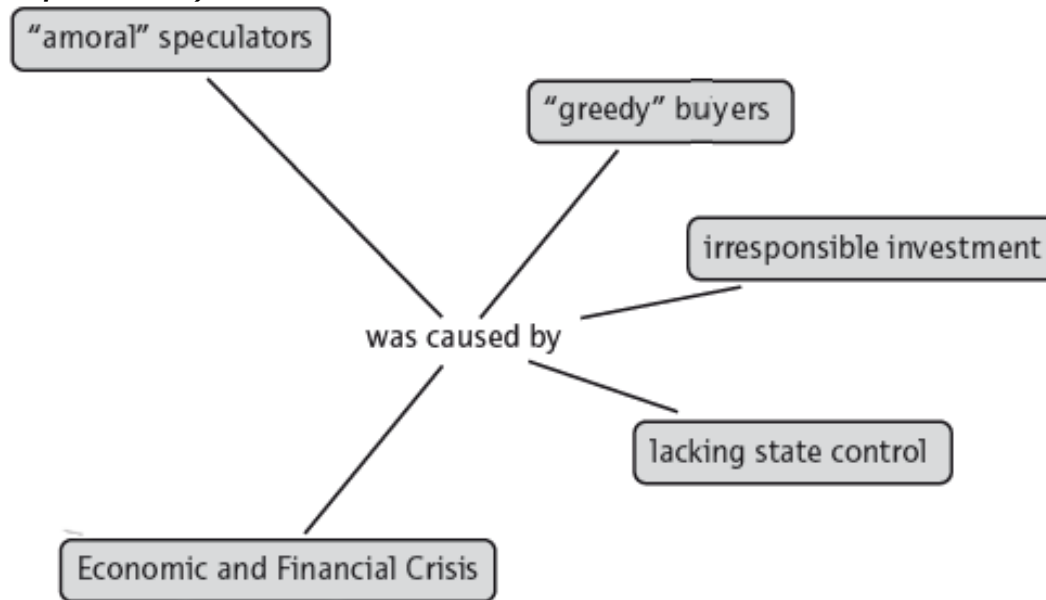 “amoral” speculators
“greedy” buyers
irresponsible investment
was caused by
lacking state control
Economic and Financial Crisis